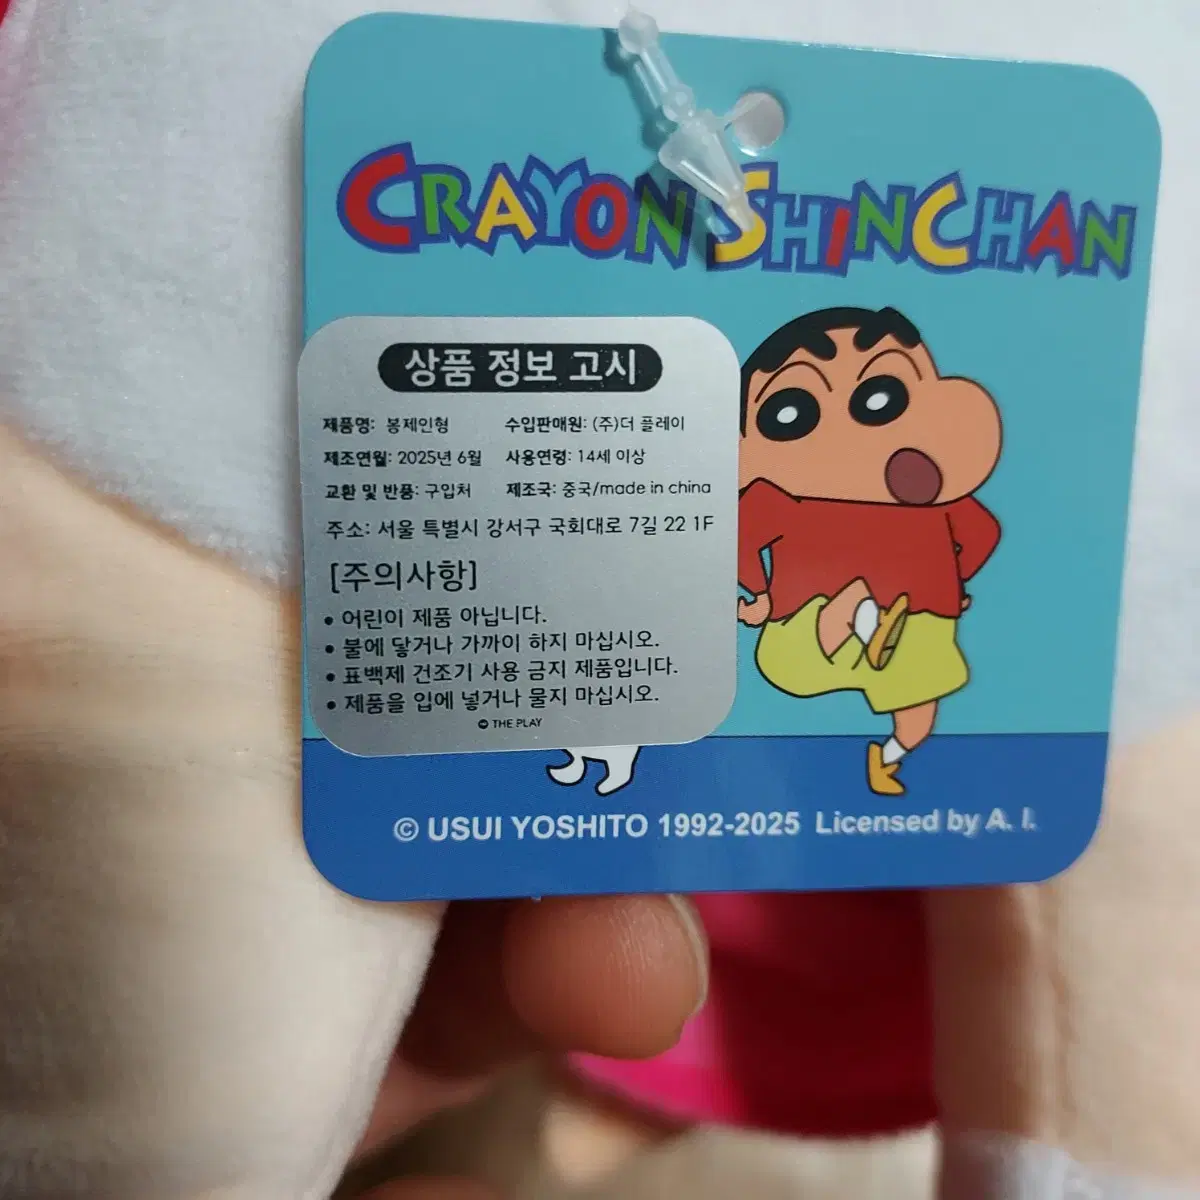 CRAYON SHINCHAN
상품 정보 고시
제품명: 봉제인형 수입판매원: (주)더 플레이
제조연월: 2025년 6월 사용연령: 14세 이상
교환 및 반품: 구입처 제조국: 중국/made in china
주소: 서울 특별시 강서구 국회대로 7길 22 1F
[주의사항]
• 어린이 제품 아닙니다.
• 불에 닿거나 가까이 하지 마십시오.
• 표백제 건조기 사용 금지 제품입니다.
• 제품을 입에 넣거나 물지 마십시오.
THE PLAY
© USUI YOSHITO 1992-2025 Licensed by A. I.